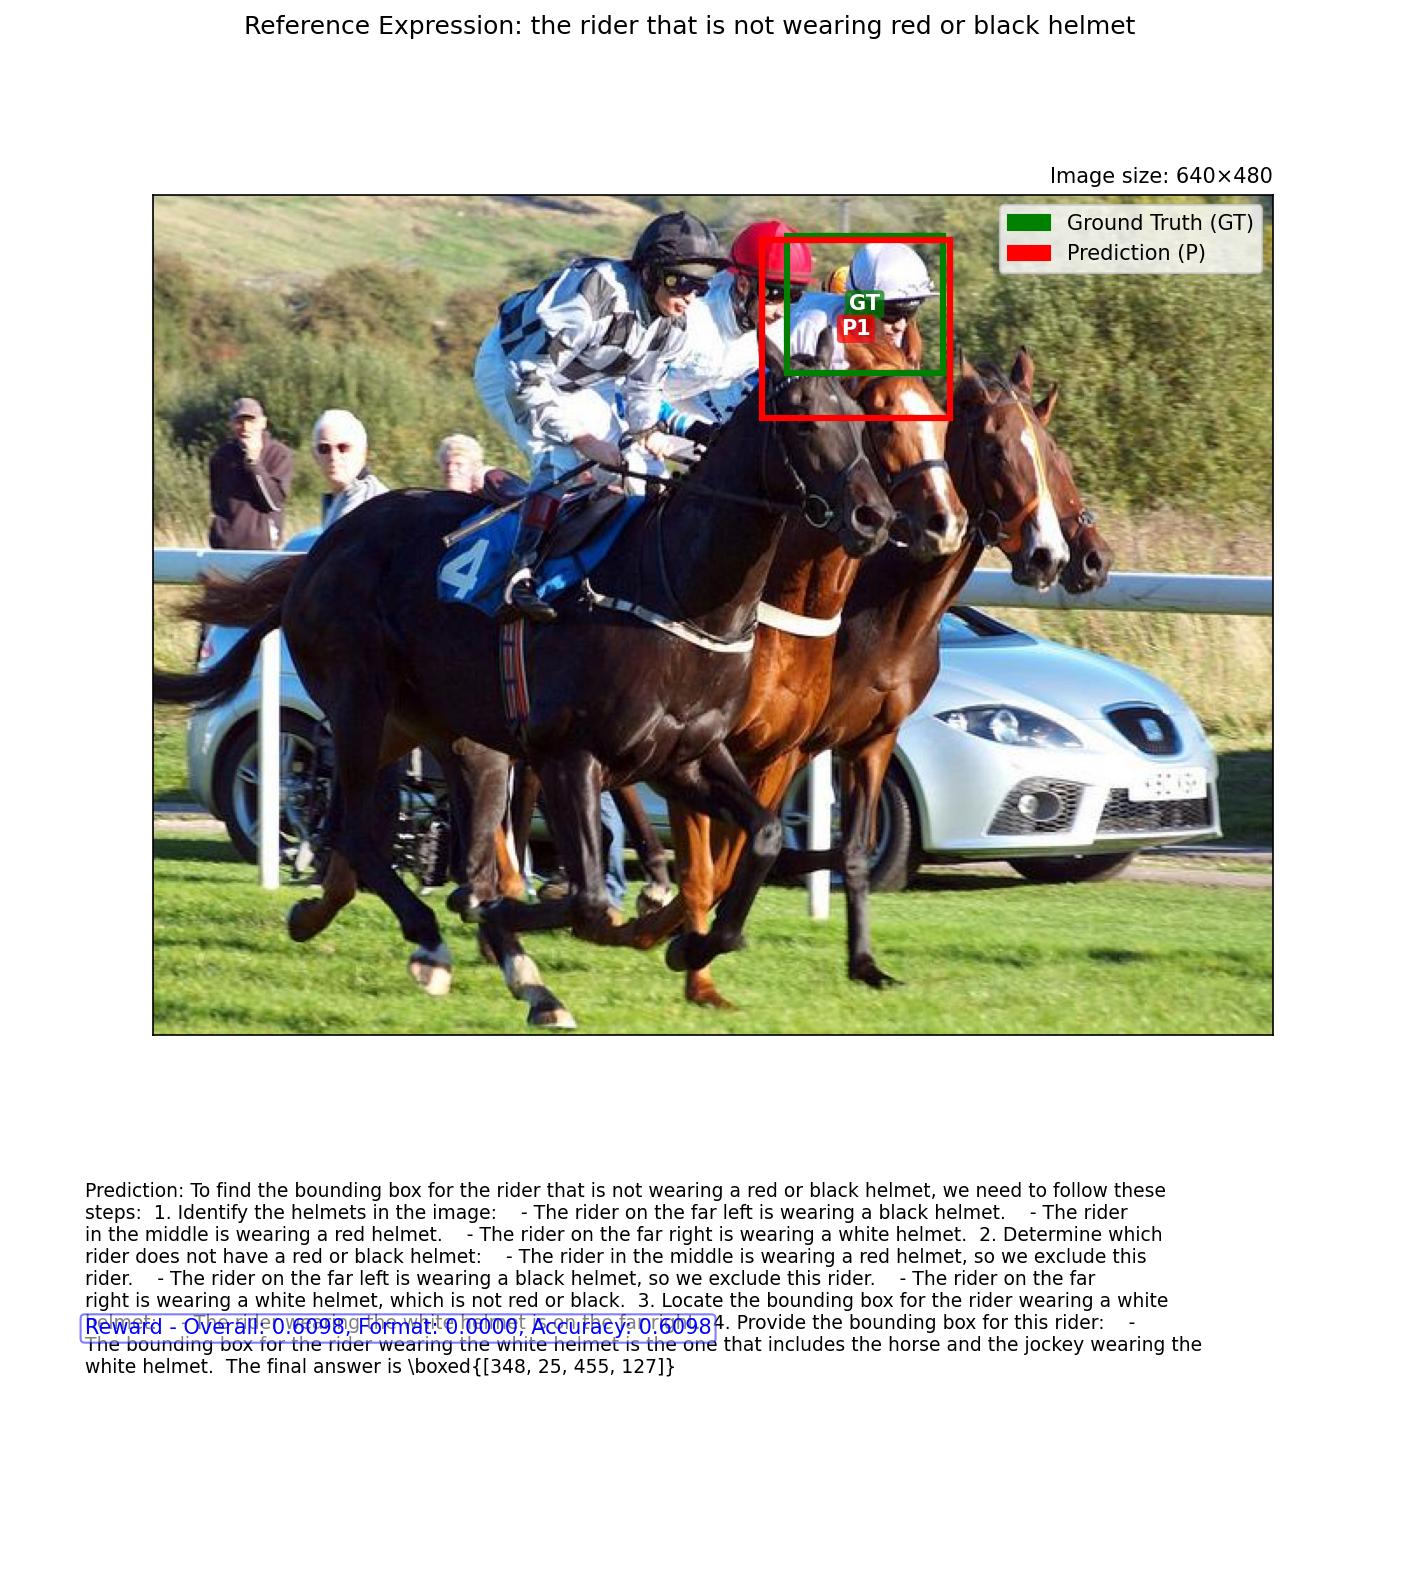 Reference Expression: the rider that is not wearing red or black helmet
Image size: 640×480
Ground Truth (GT)
Prediction (P)
GT
P1
4
Prediction: To find the bounding box for the rider that is not wearing a red or black helmet, we need to follow these
steps:  1. Identify the helmets in the image:    - The rider on the far left is wearing a black helmet.    - The rider
in the middle is wearing a red helmet.    - The rider on the far right is wearing a white helmet.  2. Determine which
rider does not have a red or black helmet:    - The rider in the middle is wearing a red helmet, so we exclude this
rider.    - The rider on the far left is wearing a black helmet, so we exclude this rider.    - The rider on the far
right is wearing a white helmet, which is not red or black.  3. Locate the bounding box for the rider wearing a white
helmet:    - The rider wearing the white helmet is on the far right.  4. Provide the bounding box for this rider:    -
Reward - Overall: 0.6098, Format: 0.0000, Accuracy: 0.6098
The bounding box for the rider wearing the white helmet is the one that includes the horse and the jockey wearing the
white helmet.  The final answer is \boxed{[348, 25, 455, 127]}